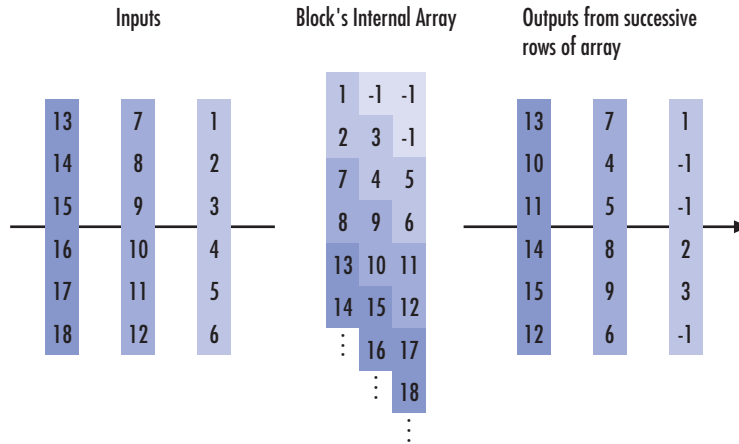 Inputs
Block's Internal Array
Outputs from successive
rows of array
13 7 1
14 8 2
15 9 3
16 10 4
17 11 5
18 12 6
1 -1 -1
2 3 -1
7 4 5
8 9 6
13 10 11
14 15 12
16 17
18
13 7 1
10 4 -1
11 5 -1
14 8 2
15 9 3
12 6 -1